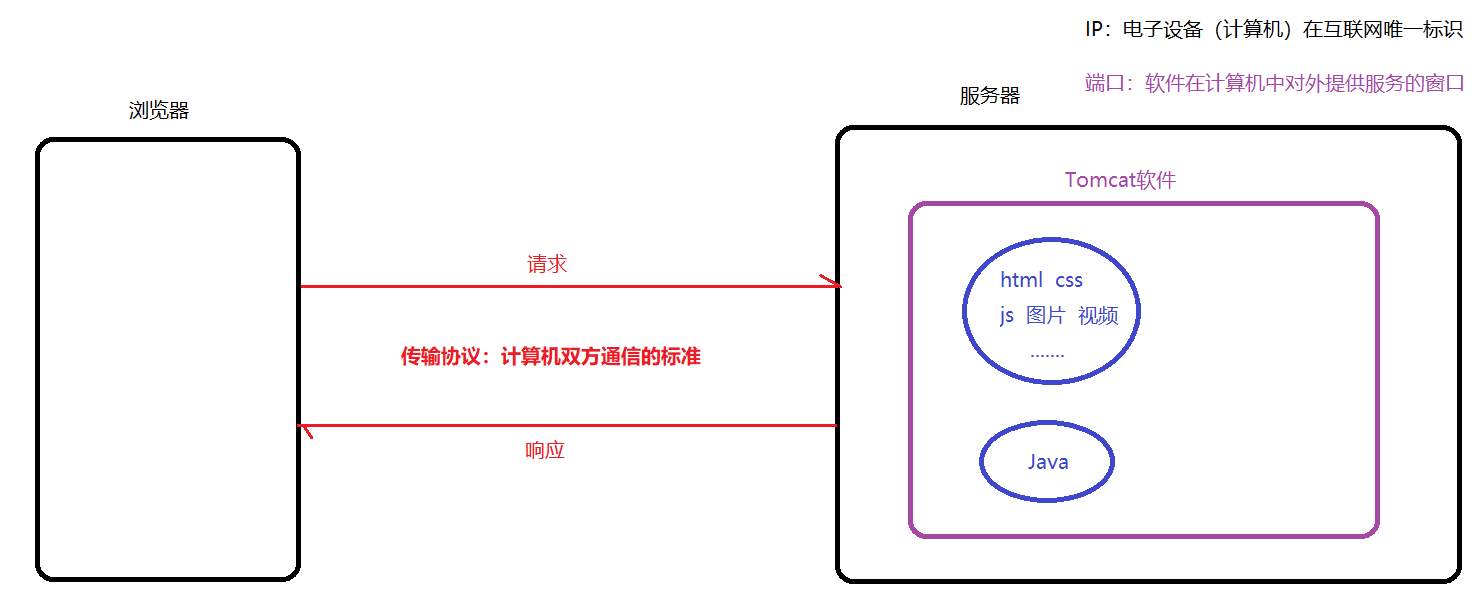 IP：电子设备（计算机）在互联网唯一标识
端口：软件在计算机中对外提供服务的窗口
浏览器
服务器
Tomcat软件
请求
html css
js 图片 视频
.......
传输协议：计算机双方通信的标准
响应
Java